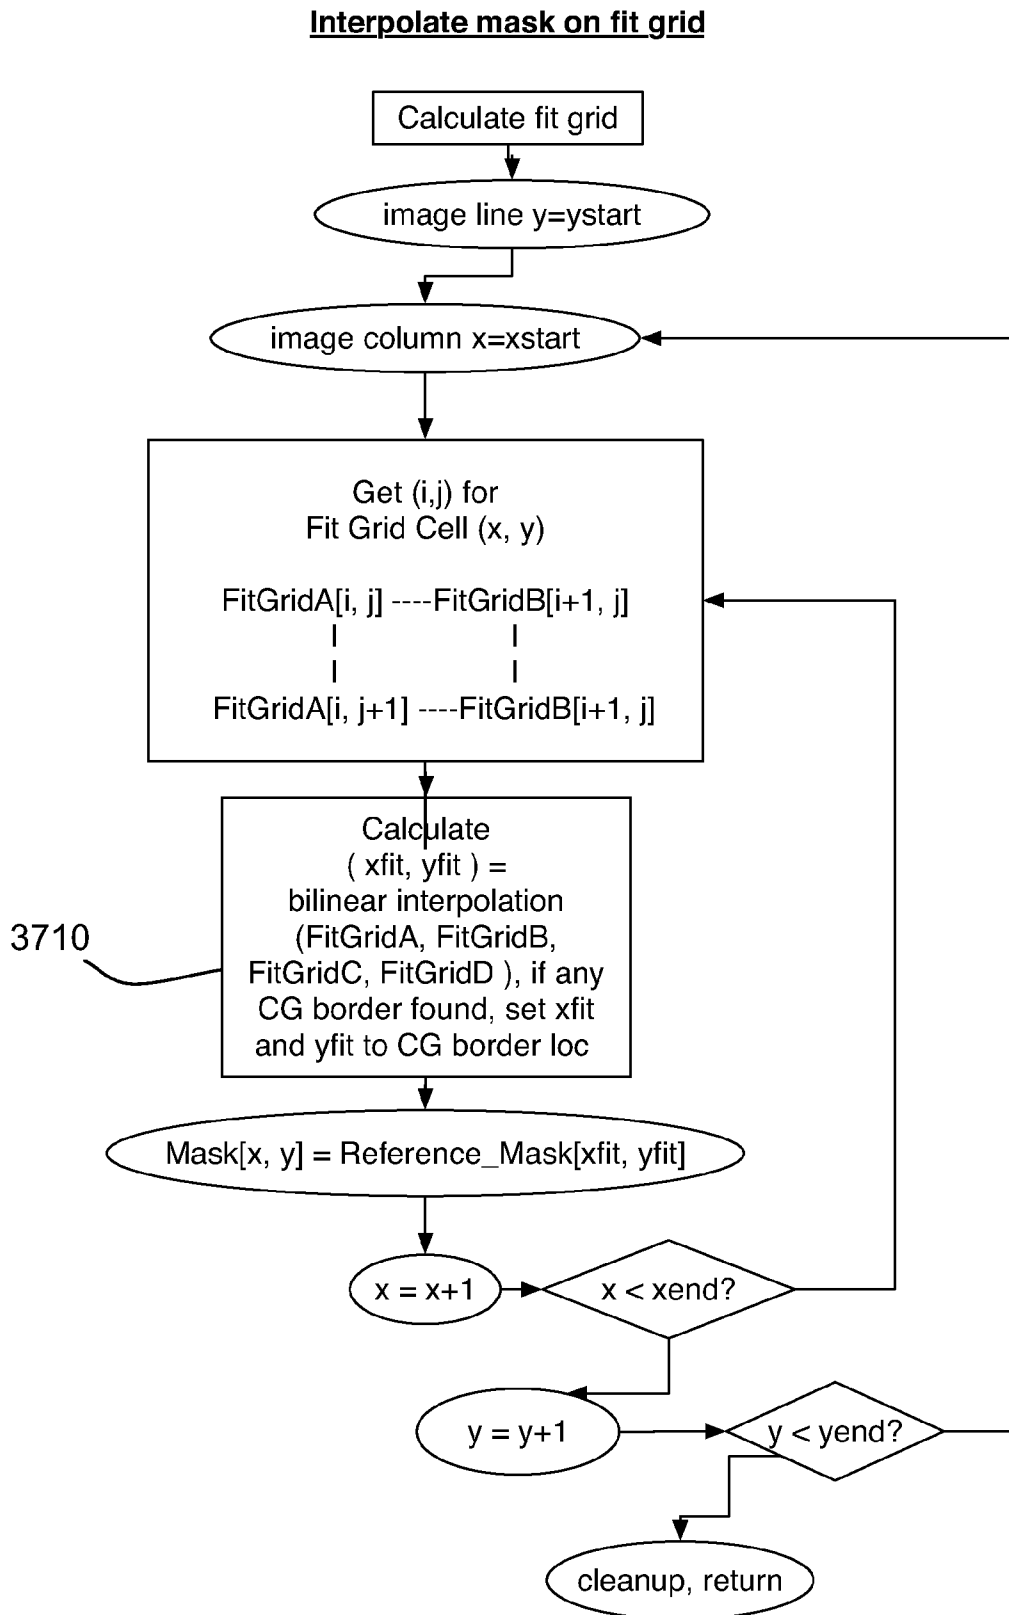 Interpolate mask on fit grid
Calculate fit grid
image line y=ystart
image column x=xstart
Get (i,j) for
Fit Grid Cell (x, y)
FitGridA[i, j] ----FitGridB[i+1, j]
| |
| |
FitGridA[i, j+1] ----FitGridB[i+1, j]
Calculate
( xfit, yfit ) =
bilinear interpolation
(FitGridA, FitGridB,
FitGridC, FitGridD ), if any
CG border found, set xfit
and yfit to CG border loc
3710
Mask[x, y] = Reference_Mask[xfit, yfit]
x = x+1
x < xend?
y = y+1
y < yend?
cleanup, return